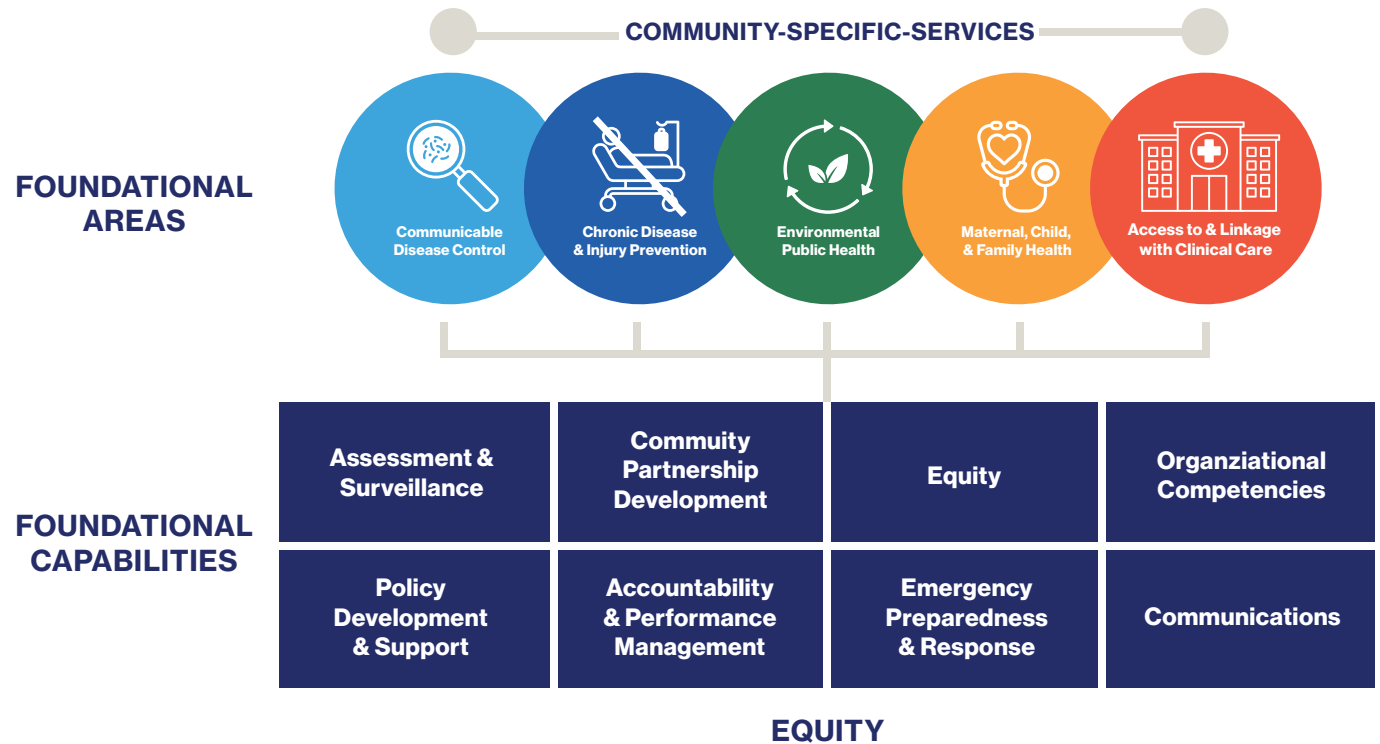 COMMUNITY-SPECIFIC-SERVICES
FOUNDATIONAL
AREAS
Communicable
Disease Control
Chronic Disease
& Injury Prevention
Environmental
Public Health
Maternal, Child,
& Family Health
Access to & Linkage
with Clinical Care
FOUNDATIONAL
CAPABILITIES
Assessment &
Surveillance
Commuity
Partnership
Development
Equity
Organziational
Competencies
Policy
Development
& Support
Accountability
& Performance
Management
Emergency
Preparedness
& Response
Communications
EQUITY